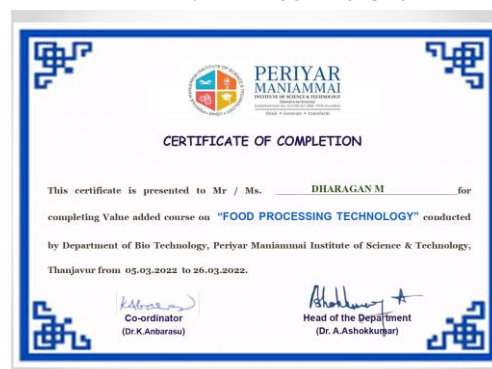 PERIYAR
MANIAMMAI
INSTITUTE OF SCIENCE & TECHNOLOGY
CERTIFICATE OF COMPLETION
This certificate is presented to Mr / Ms. DHARAGAN M for
completing Value added course on "FOOD PROCESSING TECHNOLOGY" conducted
by Department of Bio Technology, Periyar Maniammai Institute of Science & Technology,
Thanjavur from 05.03.2022 to 26.03.2022.
Co-ordinator
(Dr.K.Anbarasu)
Head of the Department
(Dr. A.Ashokkumar)